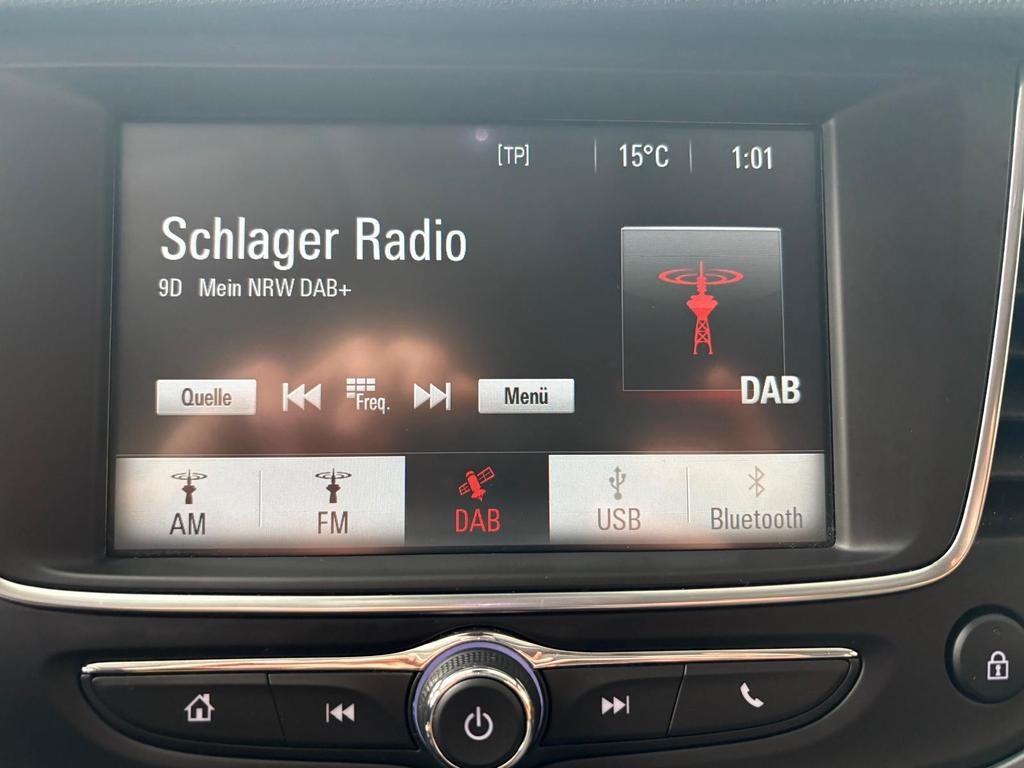 [TP] 15°C 1:01
Schlager Radio
9D Mein NRW DAB+
DAB
Quelle Freq. Menü
AM FM DAB USB Bluetooth